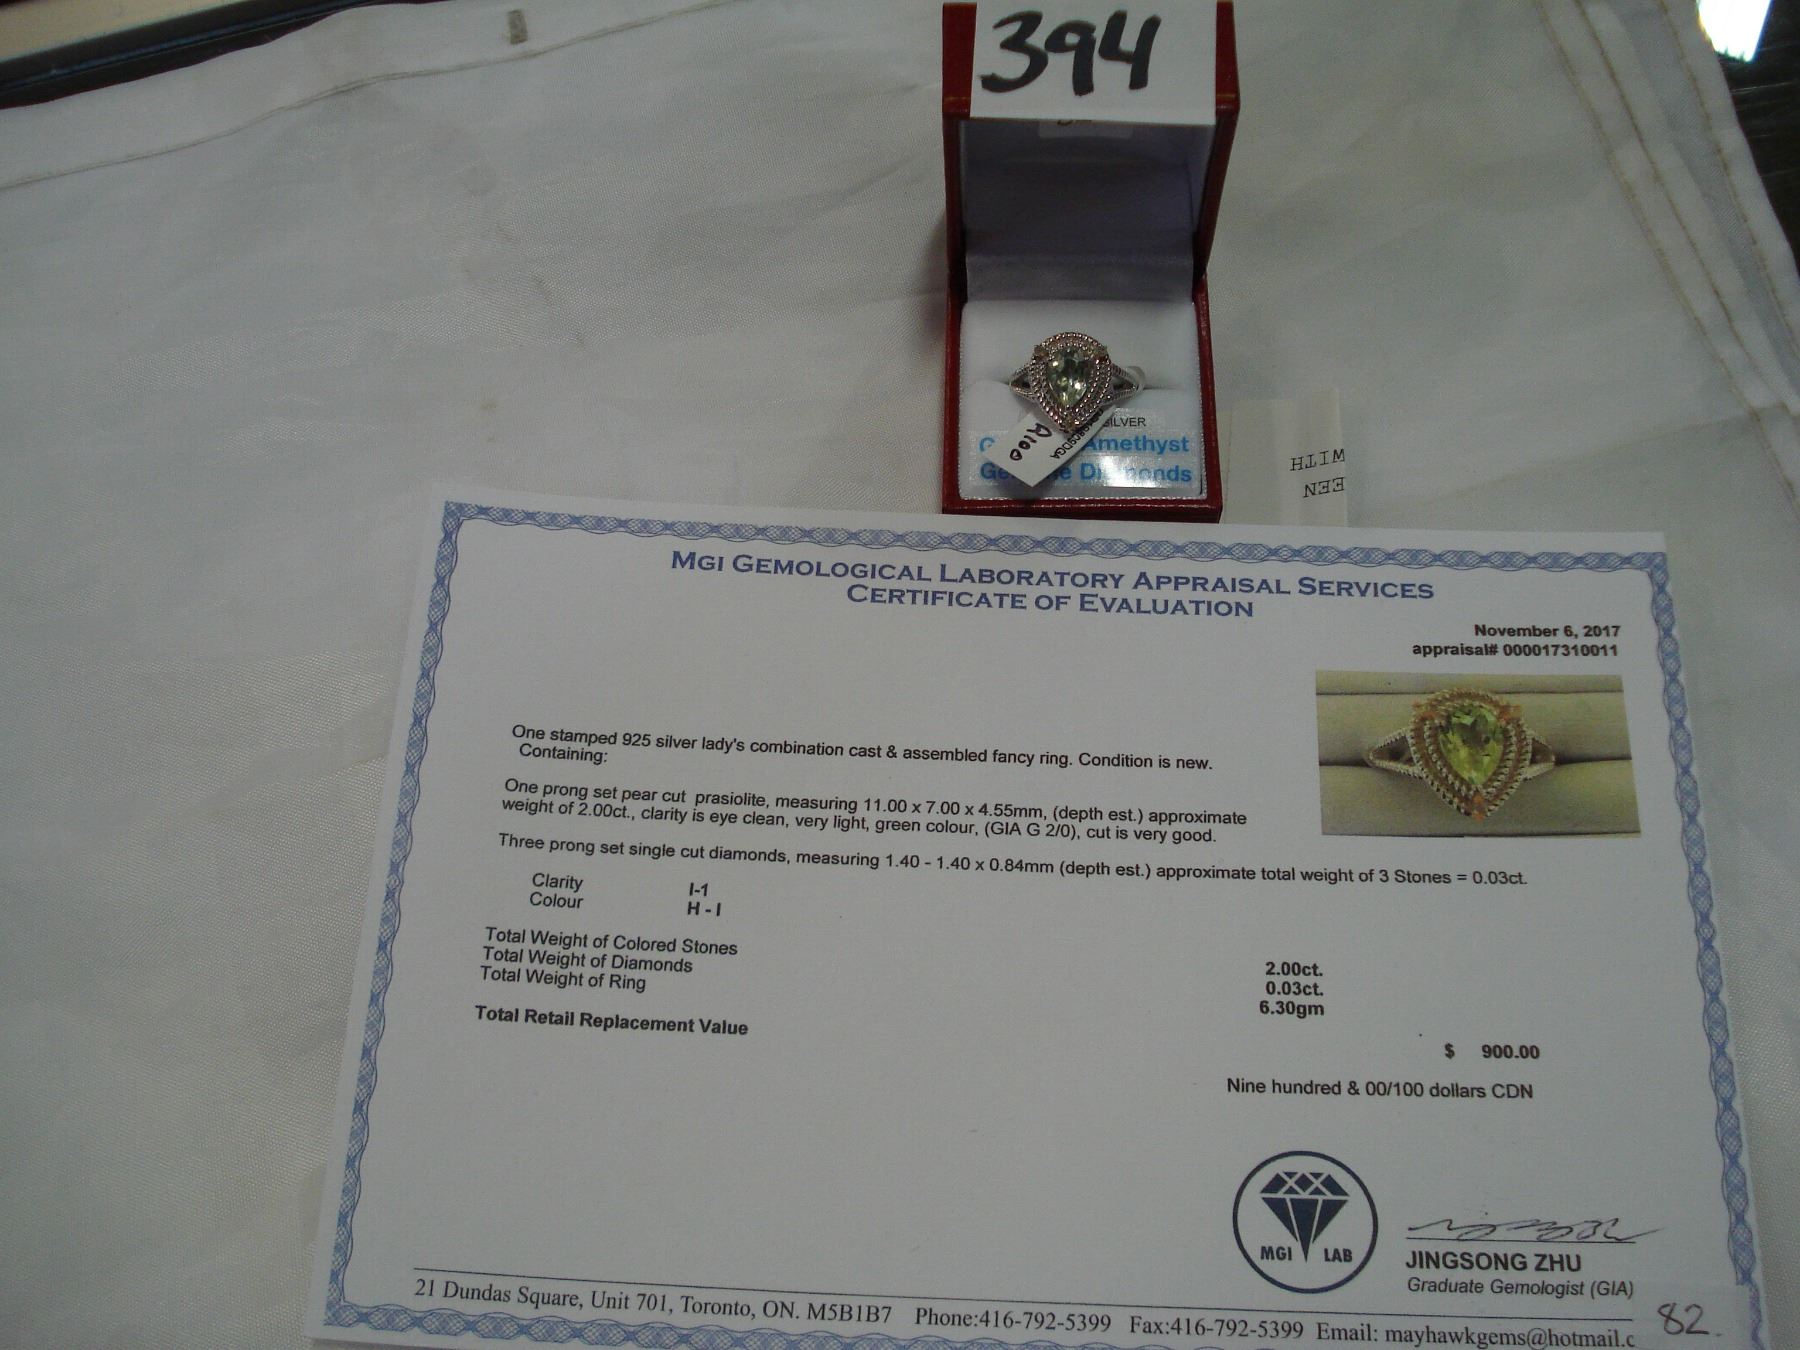 394
SILVER
Amethyst
Diamonds
A100
WITH
EEN
MGI GEMOLOGICAL LABORATORY APPRAISAL SERVICES
CERTIFICATE OF EVALUATION
November 6, 2017
appraisal# 000017310011
One stamped 925 silver lady's combination cast & assembled fancy ring. Condition is new.
Containing:
One prong set pear cut prasiolite, measuring 11.00 x 7.00 x 4.55mm, (depth est.) approximate
weight of 2.00ct., clarity is eye clean, very light, green colour, (GIA G 2/0), cut is very good.
Three prong set single cut diamonds, measuring 1.40 - 1.40 x 0.84mm (depth est.) approximate total weight of 3 Stones = 0.03ct.
Clarity I-1
Colour H - I
Total Weight of Colored Stones 2.00ct.
Total Weight of Diamonds 0.03ct.
Total Weight of Ring 6.30gm
Total Retail Replacement Value $ 900.00
Nine hundred & 00/100 dollars CDN
MGI LAB
JINGSONG ZHU
Graduate Gemologist (GIA)
21 Dundas Square, Unit 701, Toronto, ON. M5B1B7 Phone:416-792-5399 Fax:416-792-5399 Email: mayhawkgems@hotmail.c
82.